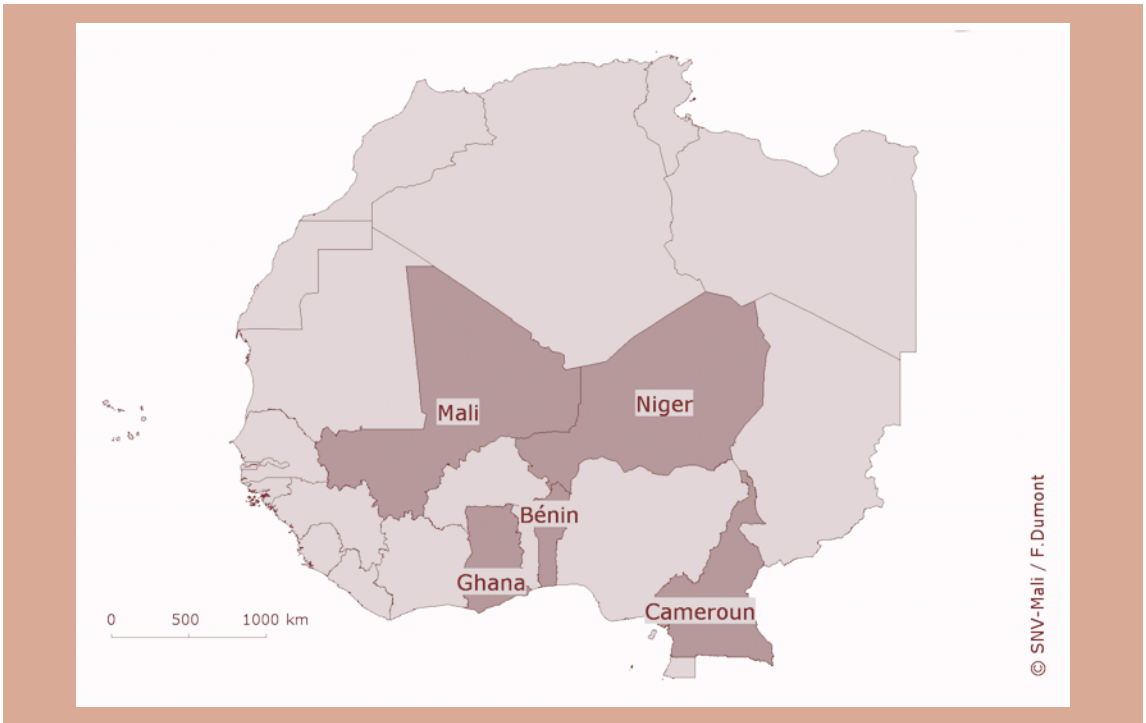 Mali
Niger
Bénin
Ghana
Cameroun
0 500 1000 km
© SNV-Mali / F.Dumont